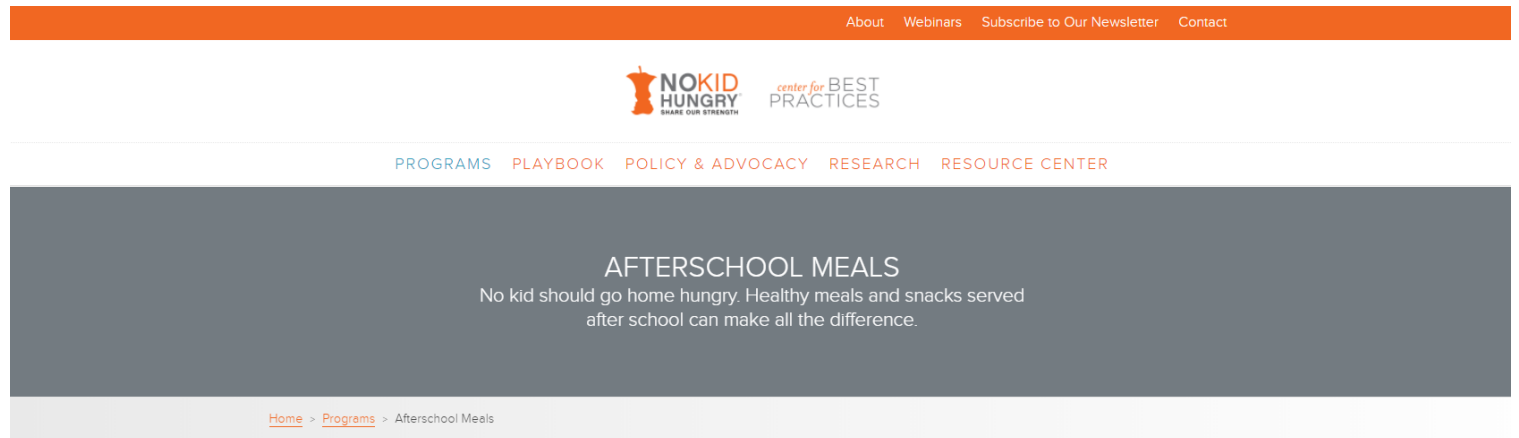 About Webinars Subscribe to Our Newsletter Contact
NOKID
HUNGRY
SHARE OUR STRENGTH
center for BEST
PRACTICES
PROGRAMS PLAYBOOK POLICY & ADVOCACY RESEARCH RESOURCE CENTER
AFTERSCHOOL MEALS
No kid should go home hungry. Healthy meals and snacks served
after school can make all the difference.
Home > Programs > Afterschool Meals